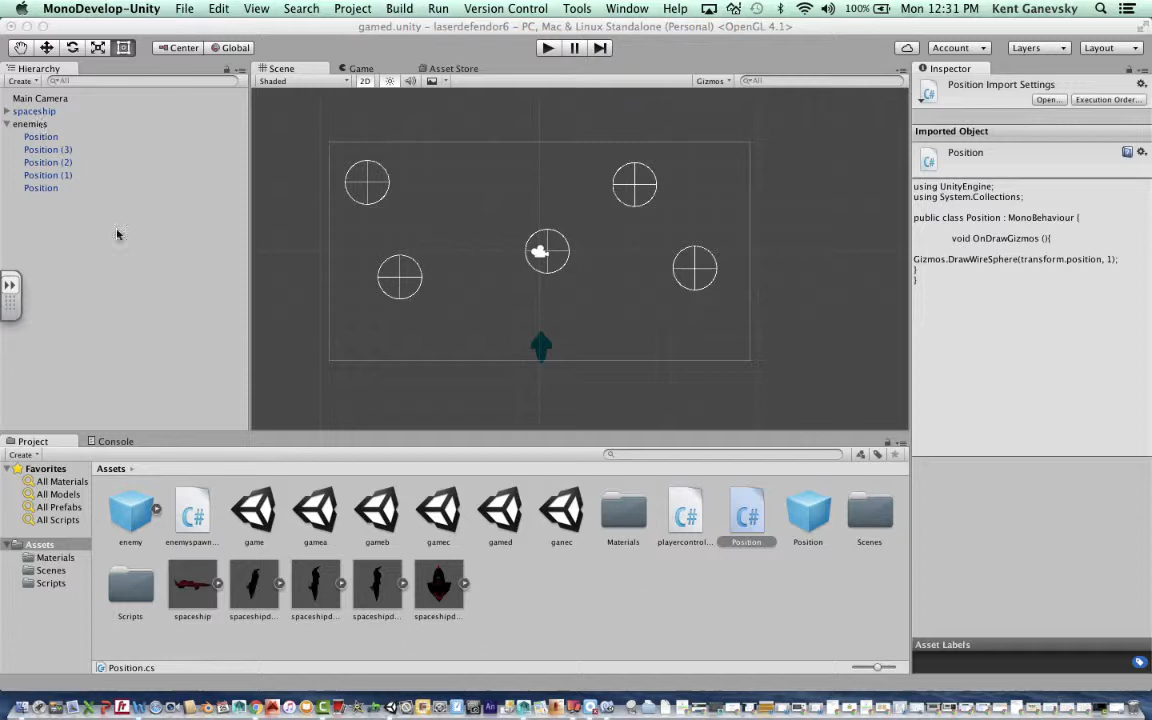 MonoDevelop-Unity File Edit View Search Project Build Run Version Control Tools Window Help 100% Mon 12:31 PM Kent Ganevsky
gamed.unity - laserdefendor6 - PC, Mac & Linux Standalone (Personal) <OpenGL 4.1>
Center Global Account Layers Layout
Hierarchy Scene Game Asset Store Inspector
Create All Shaded 2D Gizmos All
Position Import Settings
Open... Execution Order...
Main Camera
spaceship
enemies
Position
Position (3)
Position (2)
Position (1)
Position
Imported Object
Position
using UnityEngine;
using System.Collections;
public class Position : MonoBehaviour {
void OnDrawGizmos (){
Gizmos.DrawWireSphere(transform.position, 1);
}
}
Project Console
Create
Favorites
All Materials
All Models
All Prefabs
All Scripts
Assets
Materials
Scenes
Scripts
Assets
C# C# C#
enemy enemyspawn... game gamea gameb gamec gamed ganec Materials playercontrol... Position Position Scenes
Scripts spaceship spaceshipd... spaceshipd... spaceshipd... spaceshipd...
Position.cs
Asset Labels